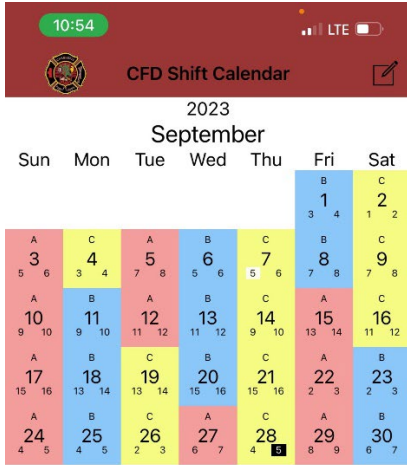 10:54 LTE
CFD Shift Calendar
2023
September
Sun Mon Tue Wed Thu Fri Sat
B C
1 2
3 4 1 2
A C A B C B C
3 4 5 6 7 8 9
5 6 3 4 7 8 5 6 5 6 7 8 7 8
A B A B C A C
10 11 12 13 14 15 16
9 10 9 10 11 12 11 12 9 10 13 14 11 12
A B C B C A B
17 18 19 20 21 22 23
15 16 13 14 13 14 15 16 15 16 2 3 2 3
A B C A C A B
24 25 26 27 28 29 30
4 5 4 5 2 3 6 7 4 5 8 9 6 7